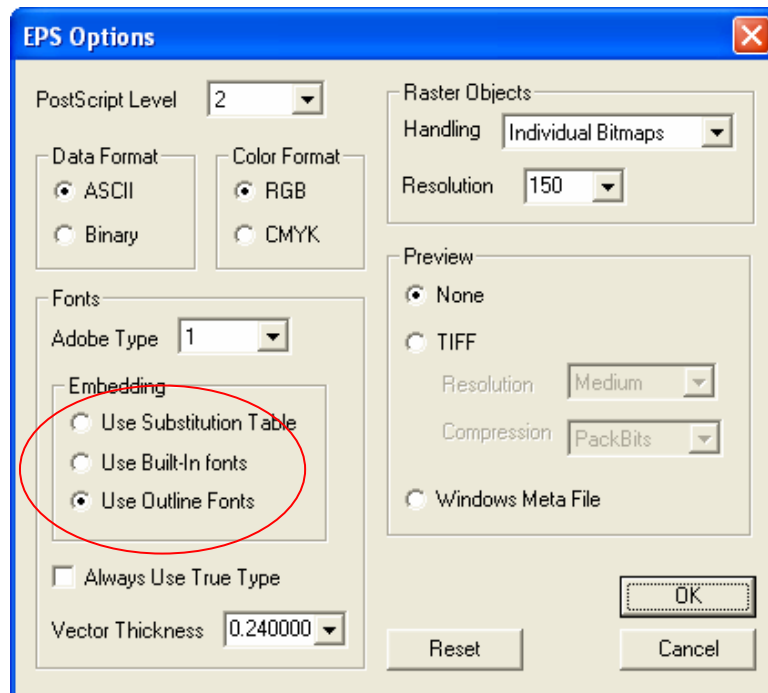 EPS Options
PostScript Level 2
Data Format
ASCII
Binary
Color Format
RGB
CMYK
Fonts
Adobe Type 1
Embedding
Use Substitution Table
Use Built-In fonts
Use Outline Fonts
Always Use True Type
Vector Thickness 0.240000
Raster Objects
Handling Individual Bitmaps
Resolution 150
Preview
None
TIFF
Resolution Medium
Compression PackBits
Windows Meta File
OK
Reset
Cancel